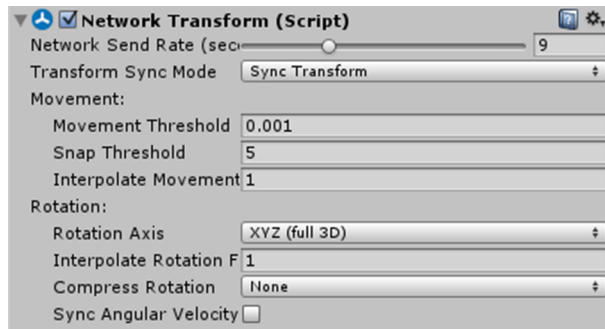 Network Transform (Script)
Network Send Rate (sec 9
Transform Sync Mode Sync Transform
Movement:
Movement Threshold 0.001
Snap Threshold 5
Interpolate Movement 1
Rotation:
Rotation Axis XYZ (full 3D)
Interpolate Rotation F 1
Compress Rotation None
Sync Angular Velocity